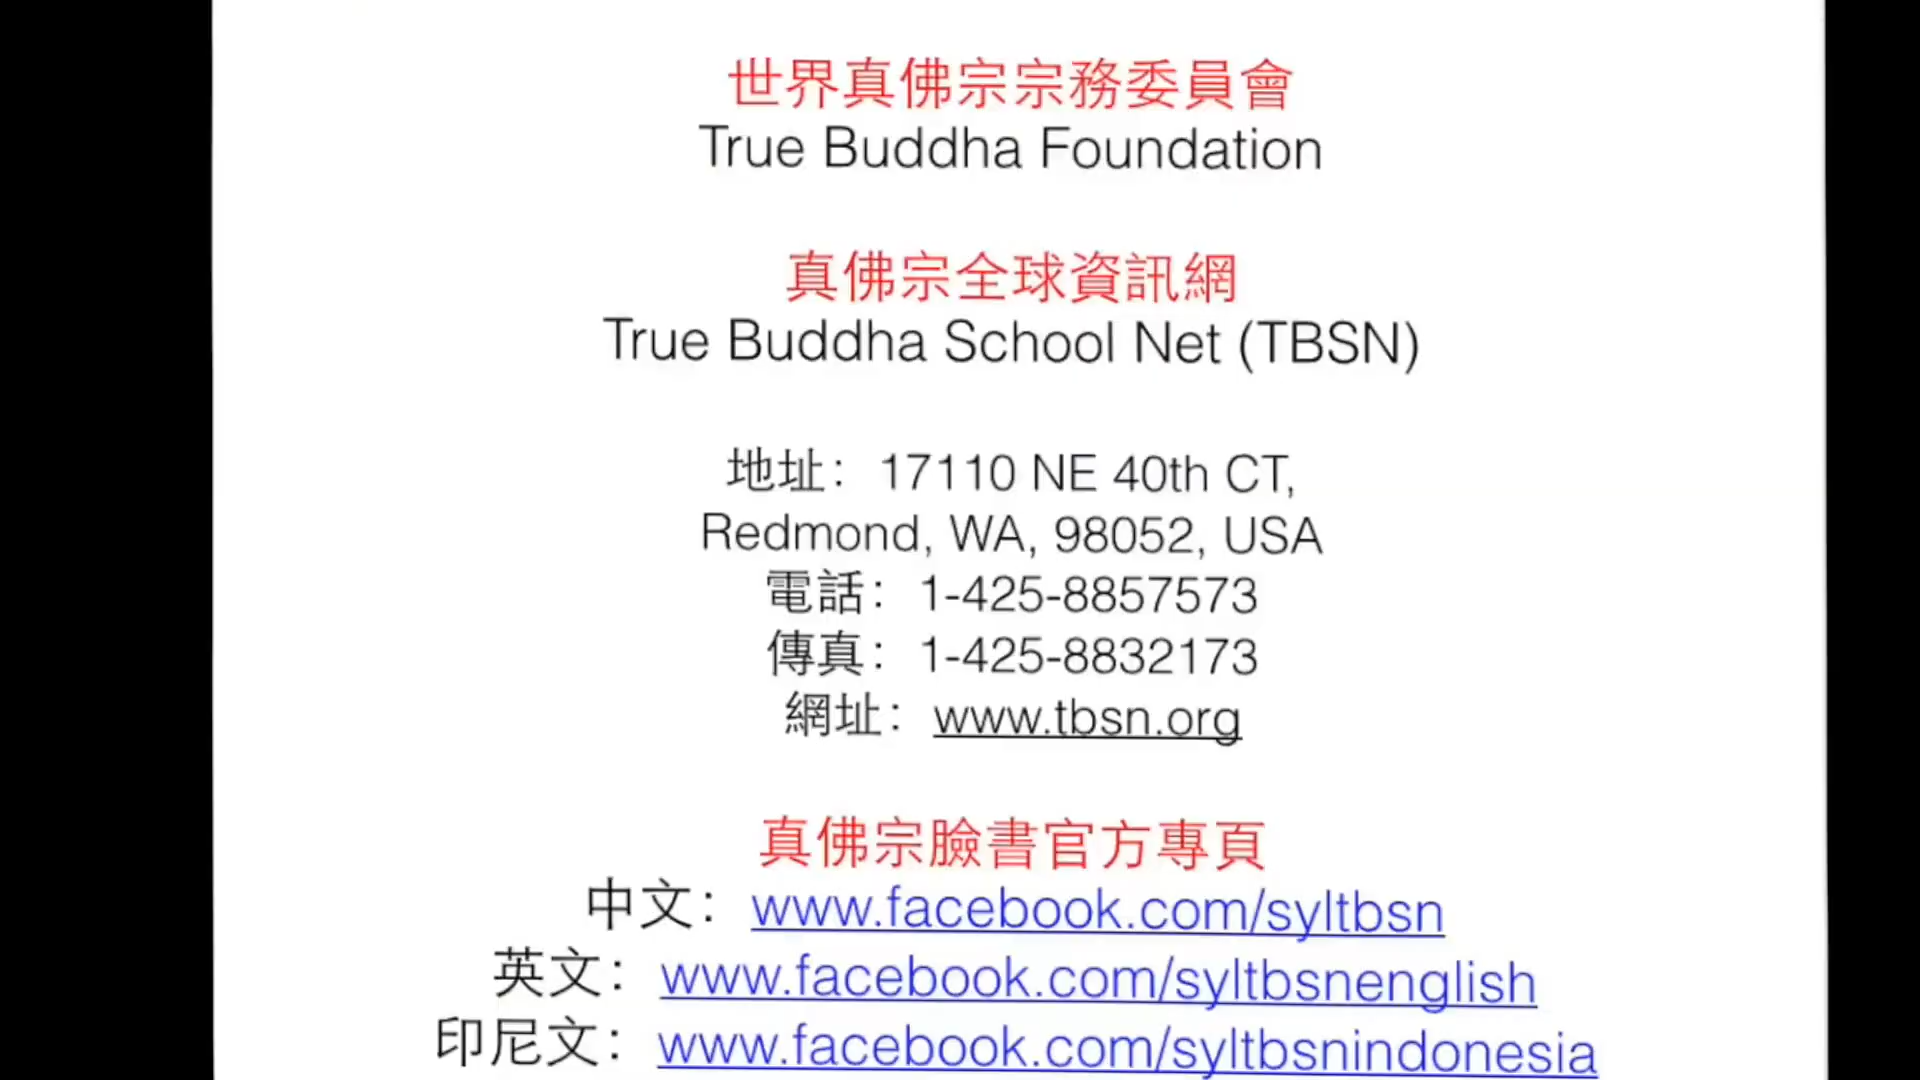 世界真佛宗宗務委員會
True Buddha Foundation
真佛宗全球資訊網
True Buddha School Net (TBSN)
地址：17110 NE 40th CT,
Redmond, WA, 98052, USA
電話：1-425-8857573
傳真：1-425-8832173
網址：www.tbsn.org
真佛宗臉書官方專頁
中文：www.facebook.com/syltbsn
英文：www.facebook.com/syltbsnenglish
印尼文：www.facebook.com/syltbsnindonesia